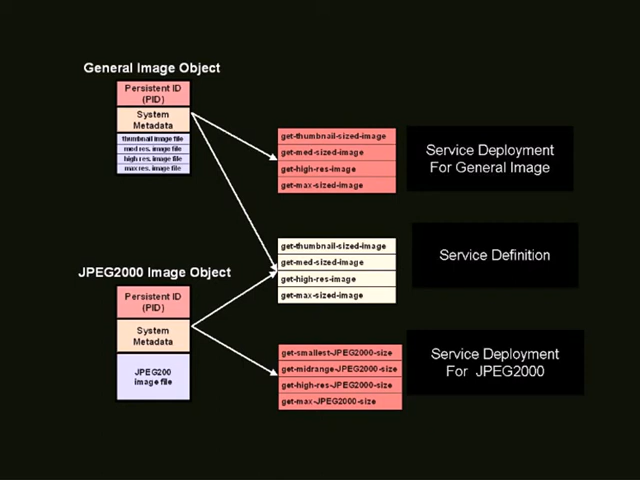 General Image Object
Persistent ID
(PID)
System
Metadata
thumbnail image file
med res. image file
high res. image file
max res. image file
get-thumbnail-sized-image
get-med-sized-image
get-high-res-image
get-max-sized-image
Service Deployment
For General Image
get-thumbnail-sized-image
get-med-sized-image
get-high-res-image
get-max-sized-image
Service Definition
JPEG2000 Image Object
Persistent ID
(PID)
System
Metadata
JPEG200
image file
get-smallest-JPEG2000-size
get-midrange-JPEG2000-size
get-high-res-JPEG2000-size
get-max-JPEG2000-size
Service Deployment
For JPEG2000